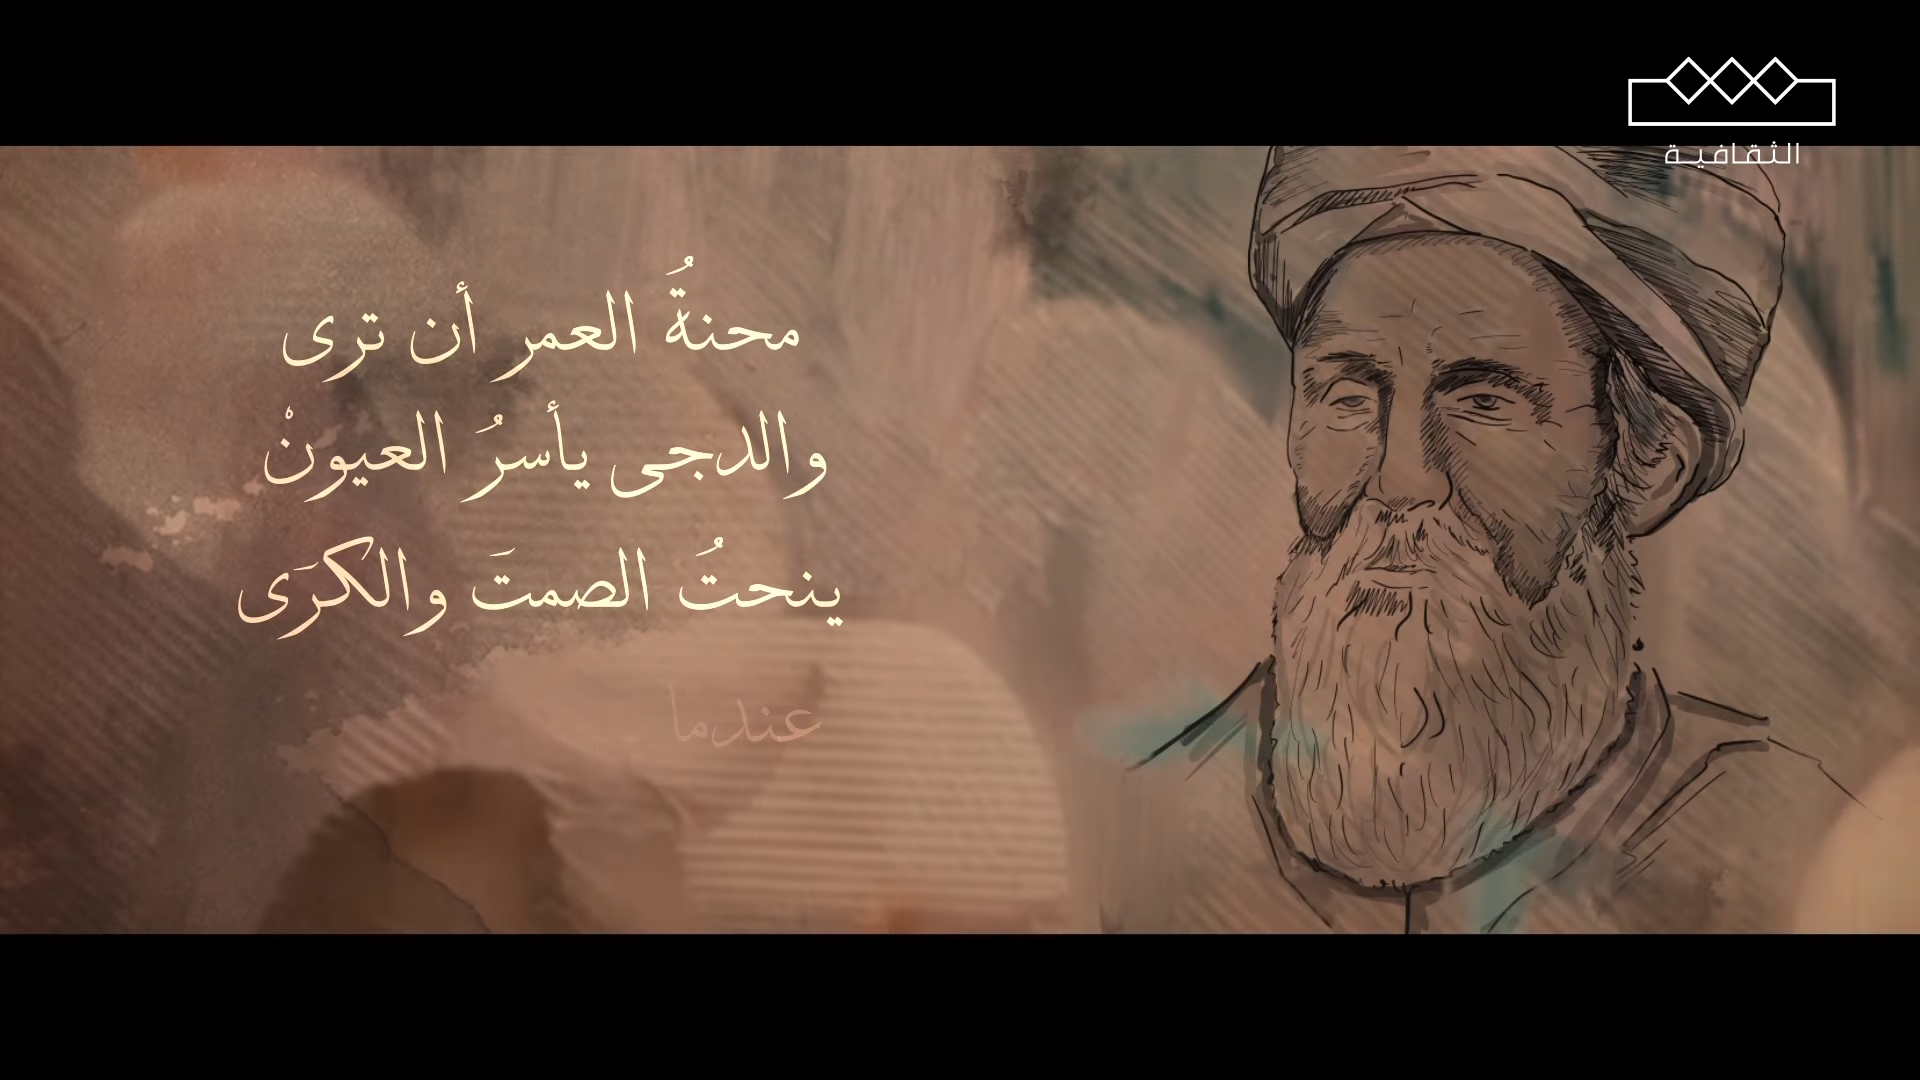 الثقافية
محنةُ العمر أن ترى
والدجى يأسرُ العيونْ
ينحتُ الصمتَ والكرَى
عندما